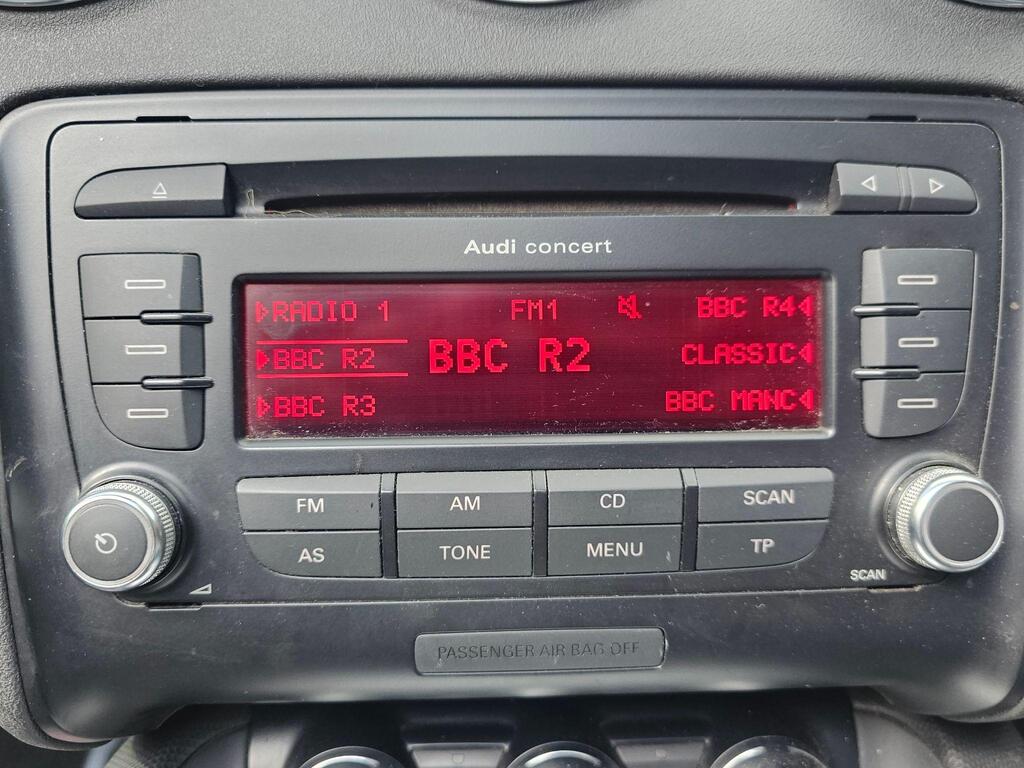 Audi concert
RADIO 1 FM1 BBC R4
BBC R2 BBC R2 CLASSIC
BBC R3 BBC MANC
FM AM CD SCAN
AS TONE MENU TP
SCAN
PASSENGER AIR BAG OFF